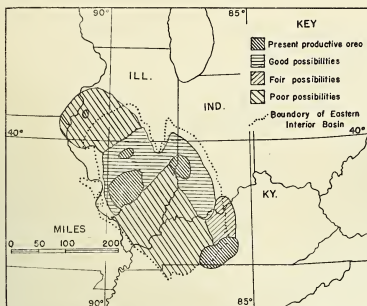 90°
85°
KEY
Present productive area
Good possibilities
Fair possibilities
Poor possibilities
Boundary of Eastern
Interior Basin
ILL.
IND.
40°
40°
KY.
MILES
0 50 100 200
90°
85°